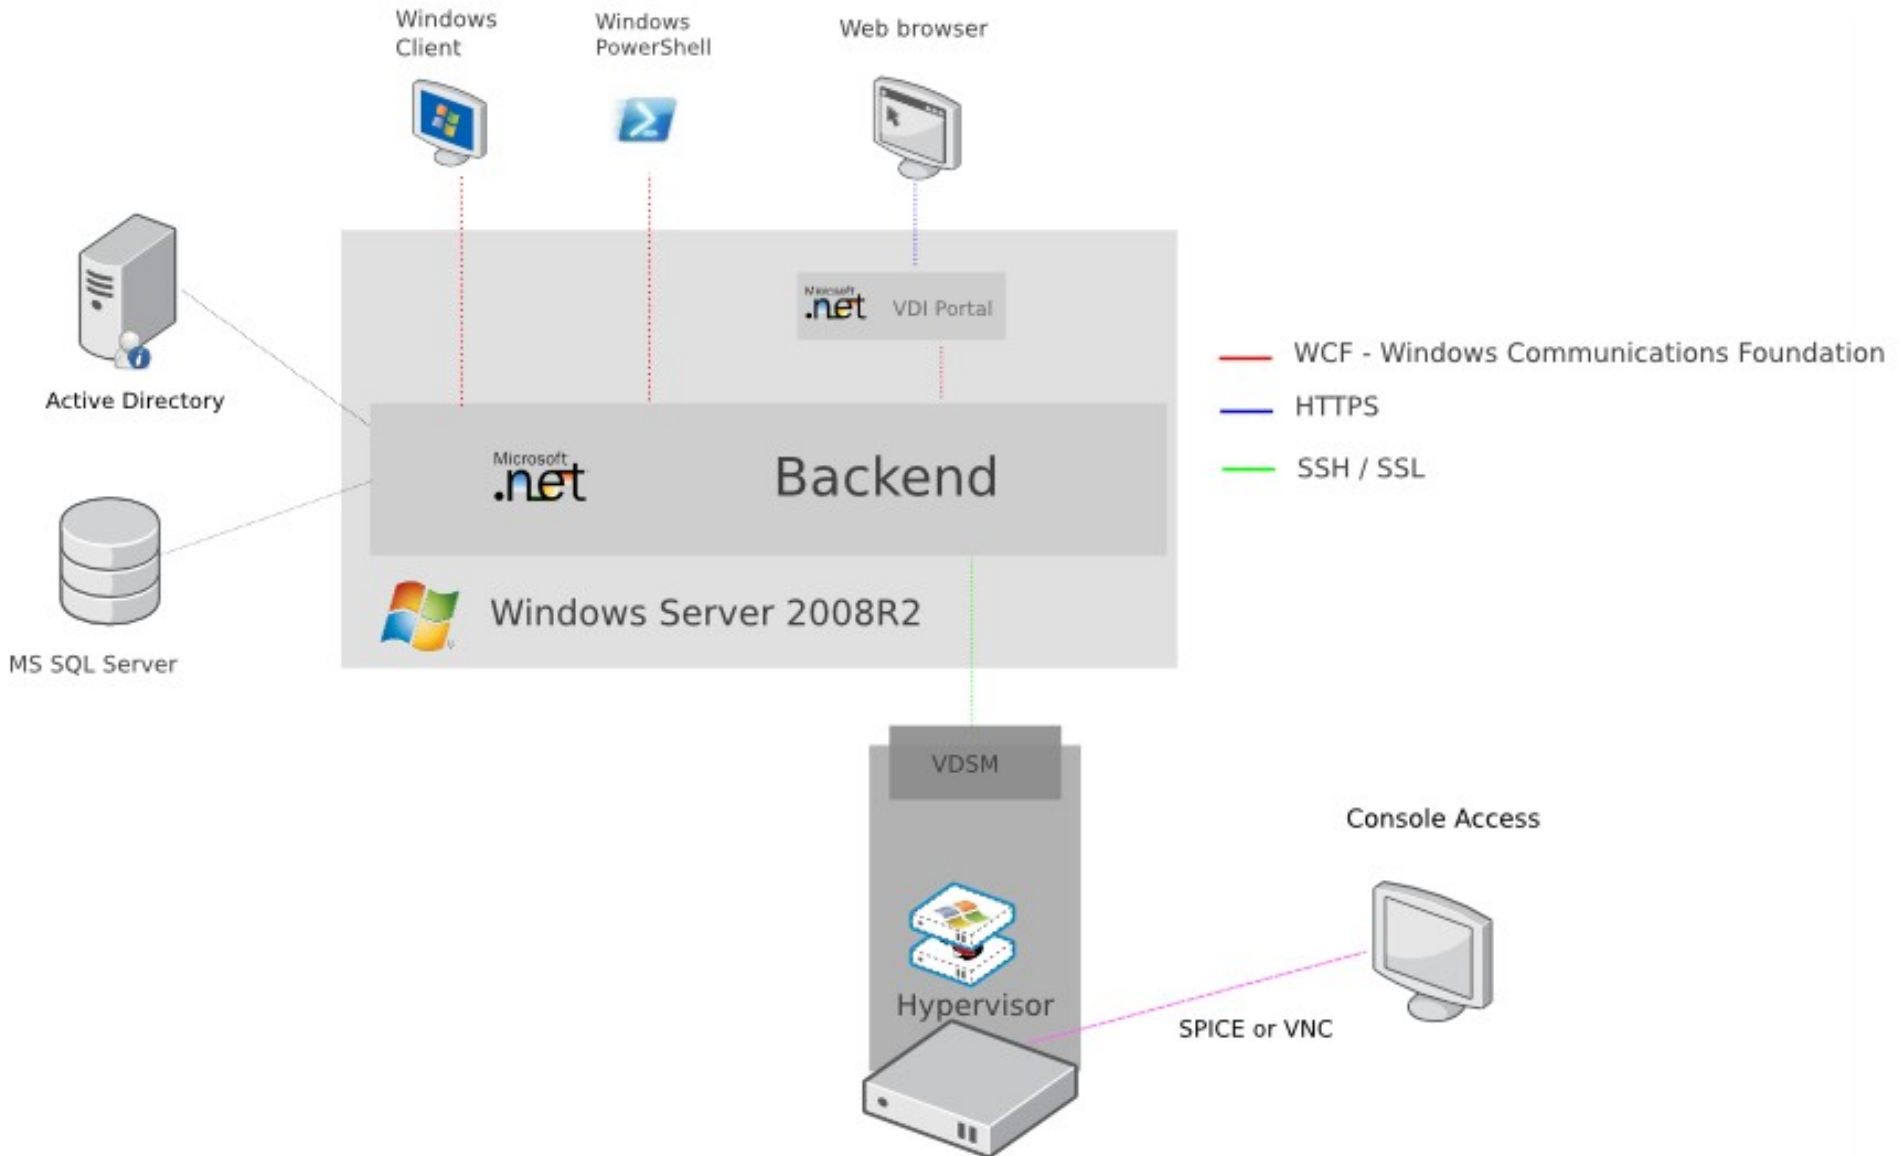 Windows
Client
Windows
PowerShell
Web browser
Microsoft
.net
VDI Portal
WCF - Windows Communications Foundation
HTTPS
SSH / SSL
Active Directory
Microsoft
.net
Backend
Windows Server 2008R2
MS SQL Server
VDSM
Console Access
Hypervisor
SPICE or VNC